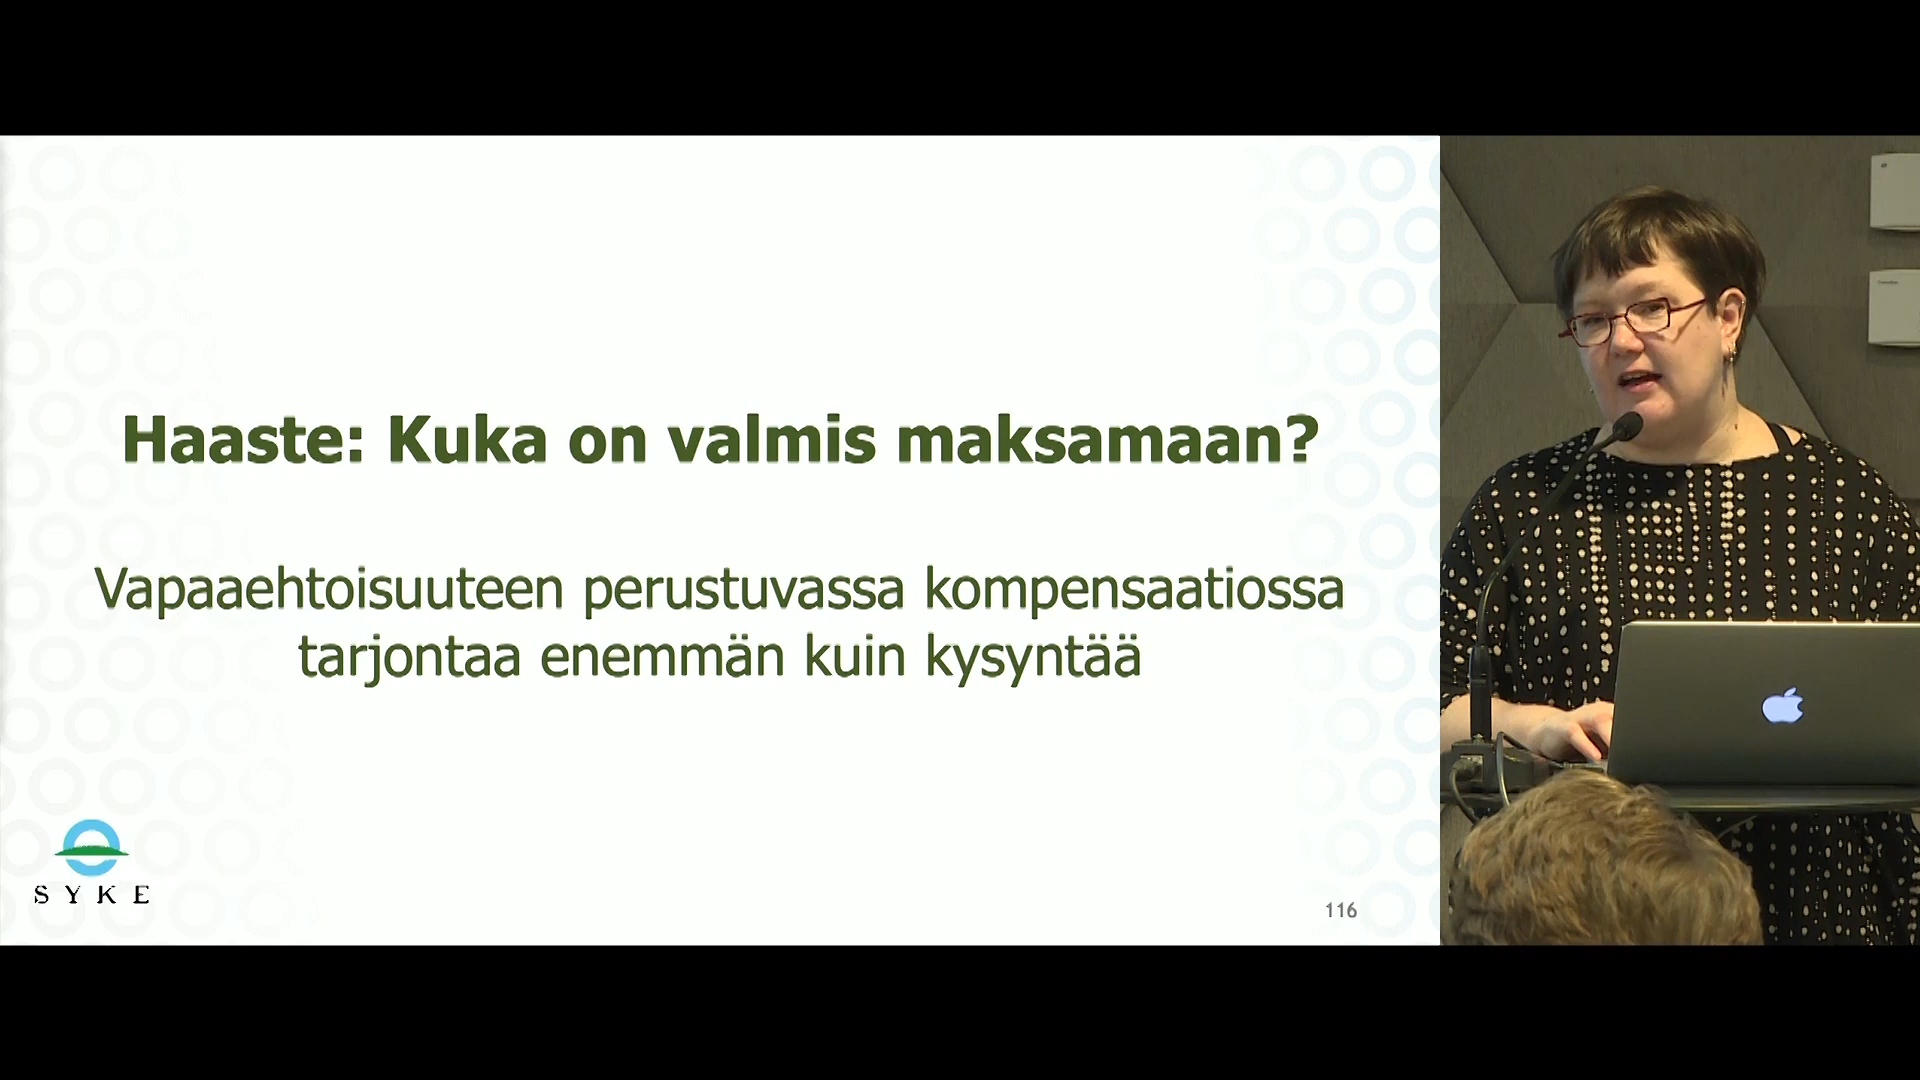 Haaste: Kuka on valmis maksamaan?
Vapaaehtoisuuteen perustuvassa kompensaatiossa
tarjontaa enemmän kuin kysyntää
SYKE
116